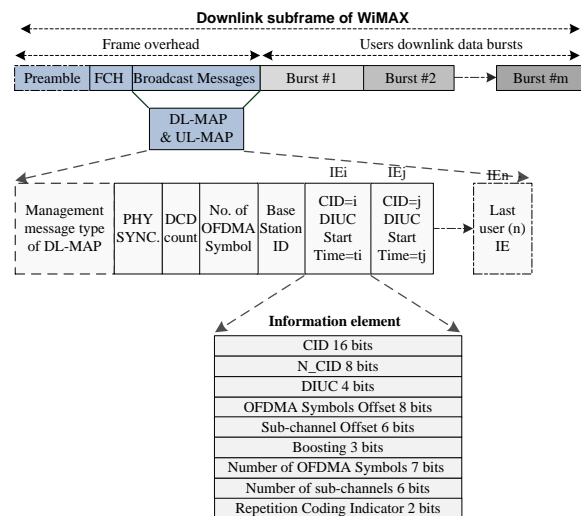 Downlink subframe of WiMAX
Frame overhead
Users downlink data bursts
Preamble
FCH
Broadcast Messages
Burst #1
Burst #2
Burst #m
DL-MAP
& UL-MAP
IEi
IEj
IEn
Management
message type
of DL-MAP
PHY
SYNC.
DCD
count
No. of
OFDMA
Symbol
Base
Station
ID
CID=i
DIUC
Start
Time=ti
CID=j
DIUC
Start
Time=tj
Last
user (n)
IE
Information element
CID 16 bits
N_CID 8 bits
DIUC 4 bits
OFDMA Symbols Offset 8 bits
Sub-channel Offset 6 bits
Boosting 3 bits
Number of OFDMA Symbols 7 bits
Number of sub-channels 6 bits
Repetition Coding Indicator 2 bits